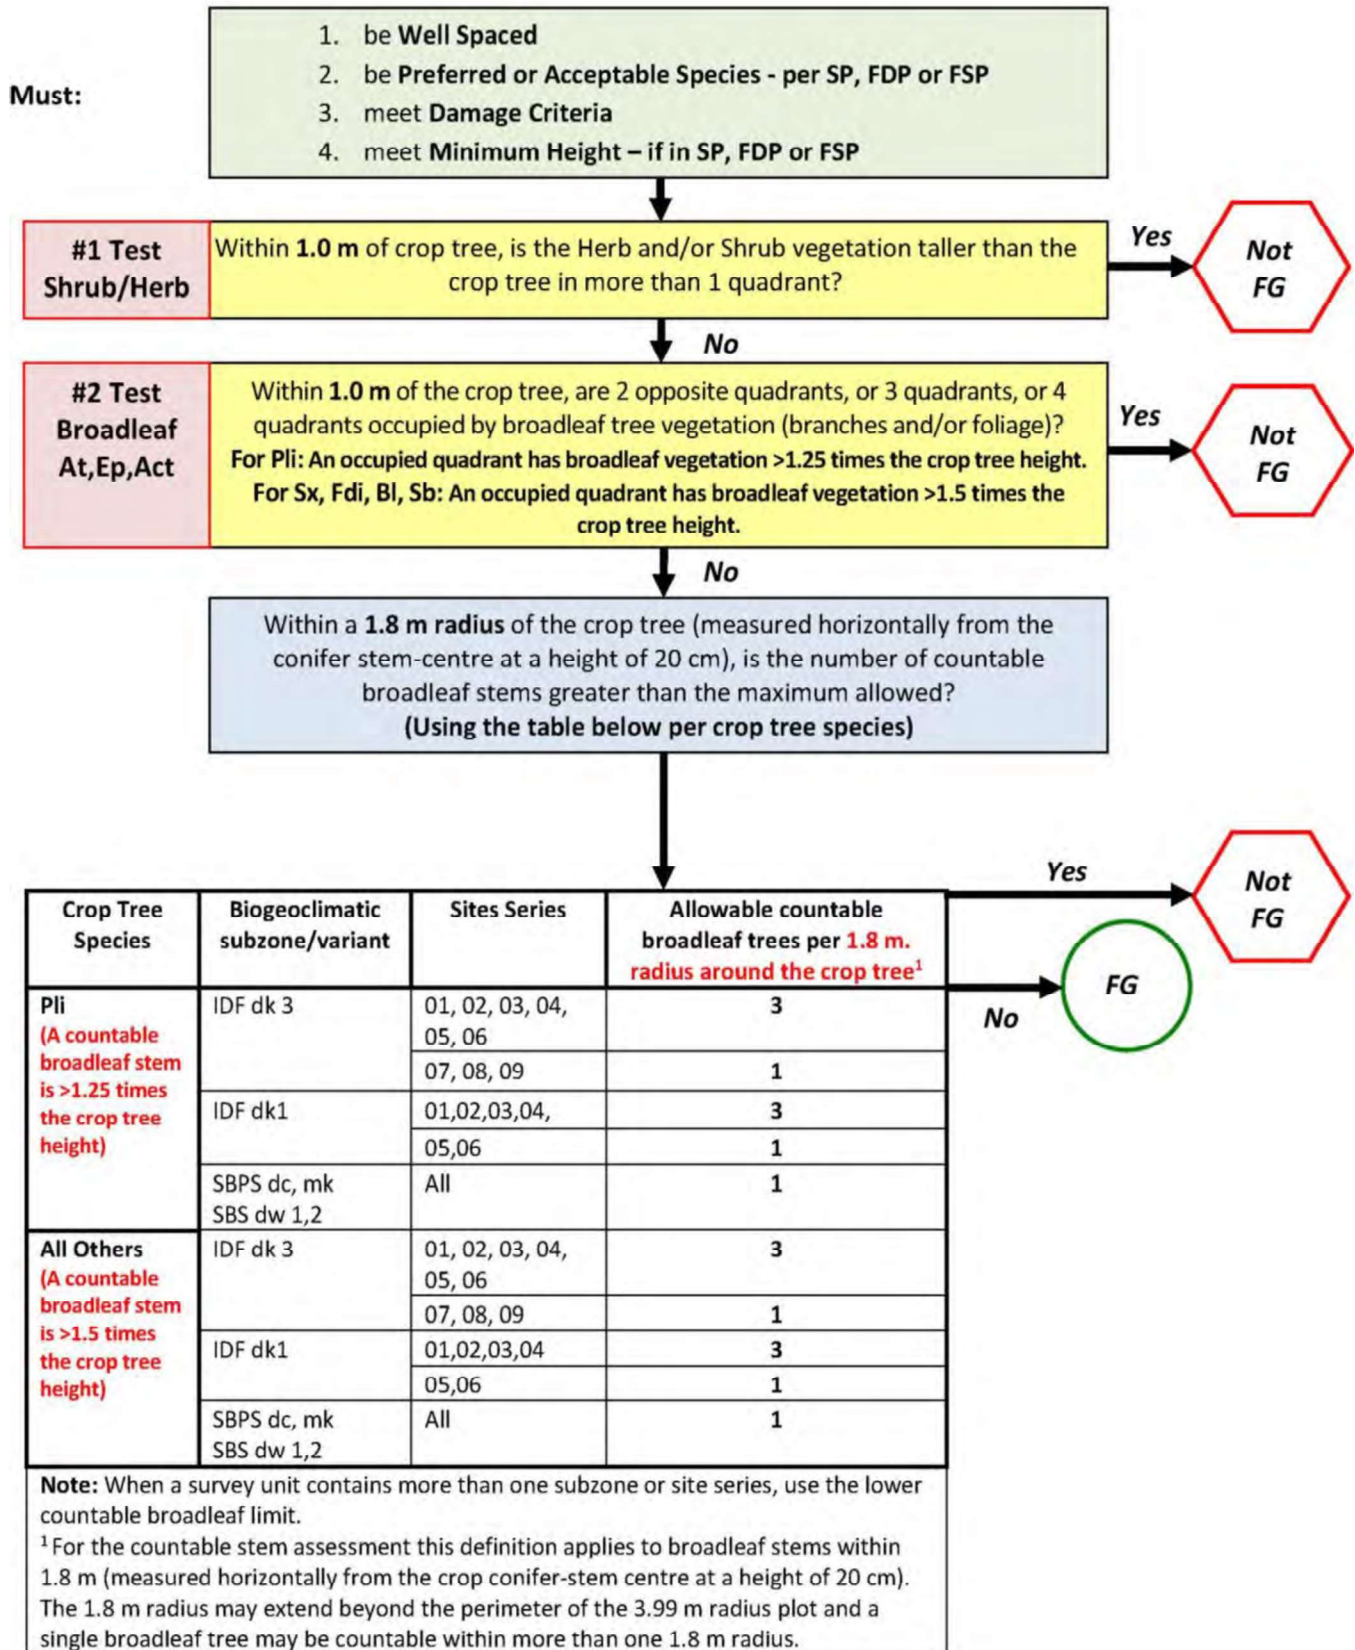 Must:
1. be Well Spaced
2. be Preferred or Acceptable Species - per SP, FDP or FSP
3. meet Damage Criteria
4. meet Minimum Height – if in SP, FDP or FSP
#1 Test
Shrub/Herb
Within 1.0 m of crop tree, is the Herb and/or Shrub vegetation taller than the
crop tree in more than 1 quadrant?
Yes
Not
FG
No
#2 Test
Broadleaf
At,Ep,Act
Within 1.0 m of the crop tree, are 2 opposite quadrants, or 3 quadrants, or 4
quadrants occupied by broadleaf tree vegetation (branches and/or foliage)?
For Pli: An occupied quadrant has broadleaf vegetation >1.25 times the crop tree height.
For Sx, Fdi, Bl, Sb: An occupied quadrant has broadleaf vegetation >1.5 times the
crop tree height.
Yes
Not
FG
No
Within a 1.8 m radius of the crop tree (measured horizontally from the
conifer stem-centre at a height of 20 cm), is the number of countable
broadleaf stems greater than the maximum allowed?
(Using the table below per crop tree species)
Yes
Not
FG
No
FG
Crop Tree
Species
Biogeoclimatic
subzone/variant
Sites Series
Allowable countable
broadleaf trees per 1.8 m.
radius around the crop tree1
Pli
(A countable
broadleaf stem
is >1.25 times
the crop tree
height)
IDF dk 3
01, 02, 03, 04,
05, 06
3
07, 08, 09
1
IDF dk1
01,02,03,04,
3
05,06
1
SBPS dc, mk
SBS dw 1,2
All
1
All Others
(A countable
broadleaf stem
is >1.5 times
the crop tree
height)
IDF dk 3
01, 02, 03, 04,
05, 06
3
07, 08, 09
1
IDF dk1
01,02,03,04
3
05,06
1
SBPS dc, mk
SBS dw 1,2
All
1
Note: When a survey unit contains more than one subzone or site series, use the lower
countable broadleaf limit.
1 For the countable stem assessment this definition applies to broadleaf stems within
1.8 m (measured horizontally from the crop conifer-stem centre at a height of 20 cm).
The 1.8 m radius may extend beyond the perimeter of the 3.99 m radius plot and a
single broadleaf tree may be countable within more than one 1.8 m radius.